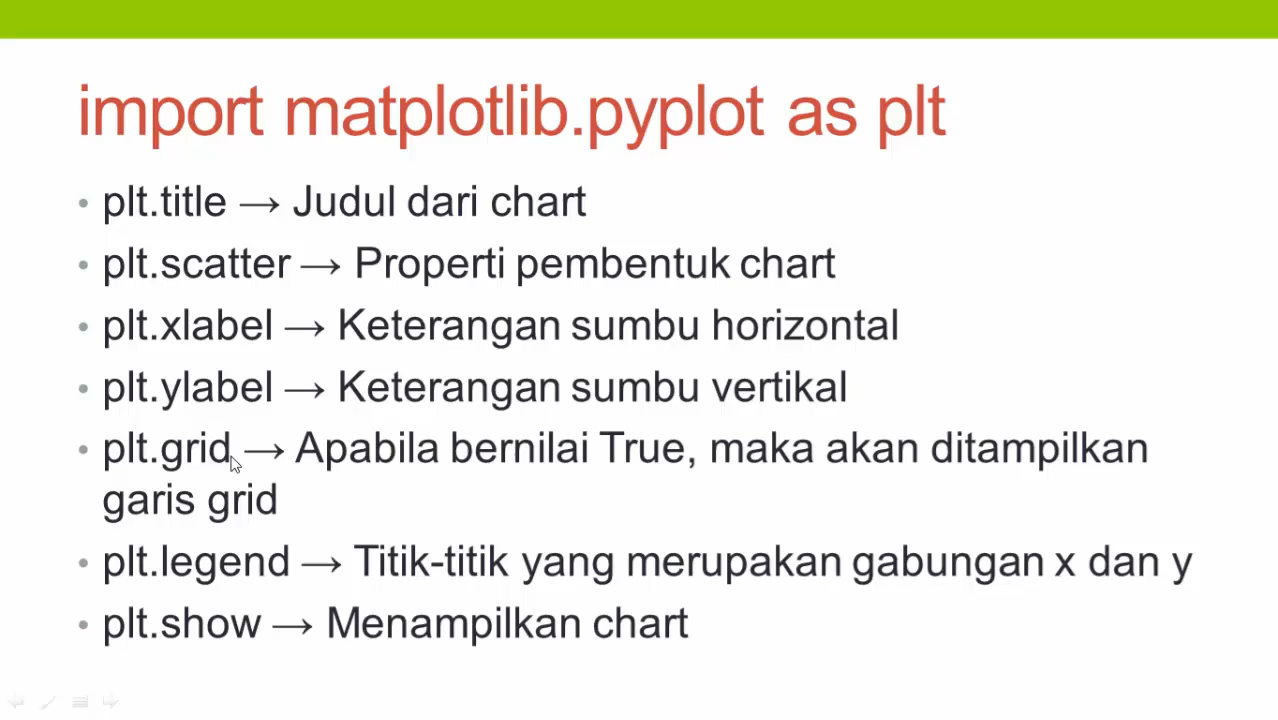 import matplotlib.pyplot as plt
• plt.title → Judul dari chart
• plt.scatter → Properti pembentuk chart
• plt.xlabel → Keterangan sumbu horizontal
• plt.ylabel → Keterangan sumbu vertikal
• plt.grid → Apabila bernilai True, maka akan ditampilkan
garis grid
• plt.legend → Titik-titik yang merupakan gabungan x dan y
• plt.show → Menampilkan chart